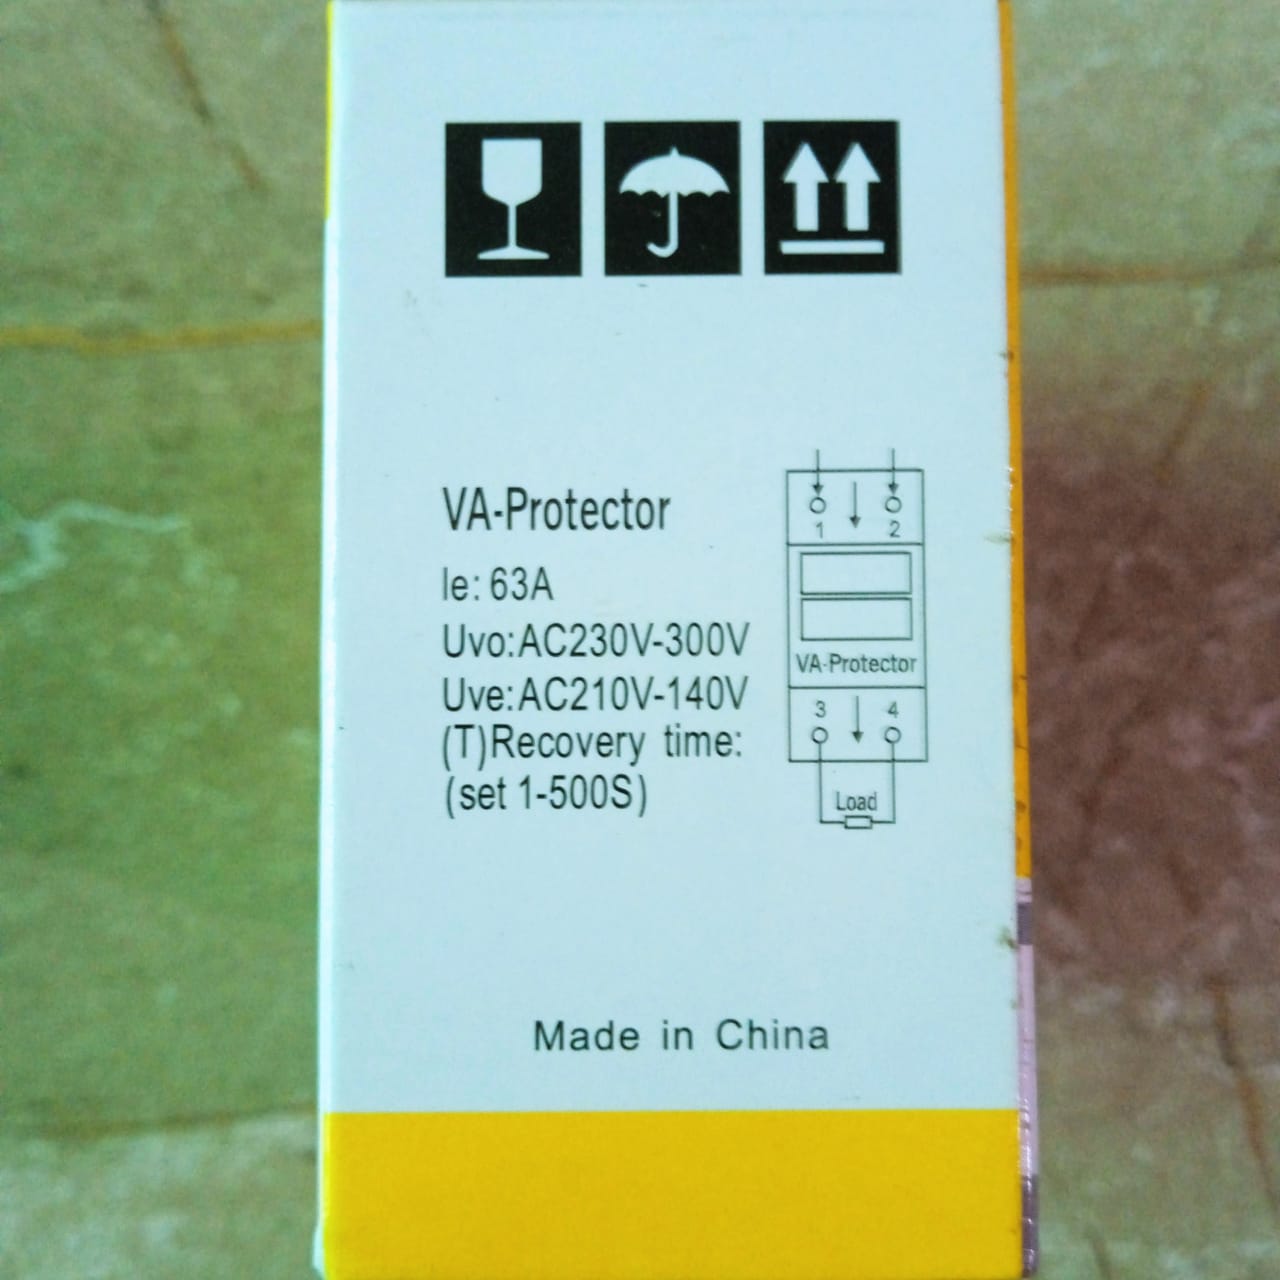 VA-Protector
Ie: 63A
Uvo:AC230V-300V
Uve:AC210V-140V
(T)Recovery time:
(set 1-500S)
1 2
VA-Protector
3 4
Load
Made in China